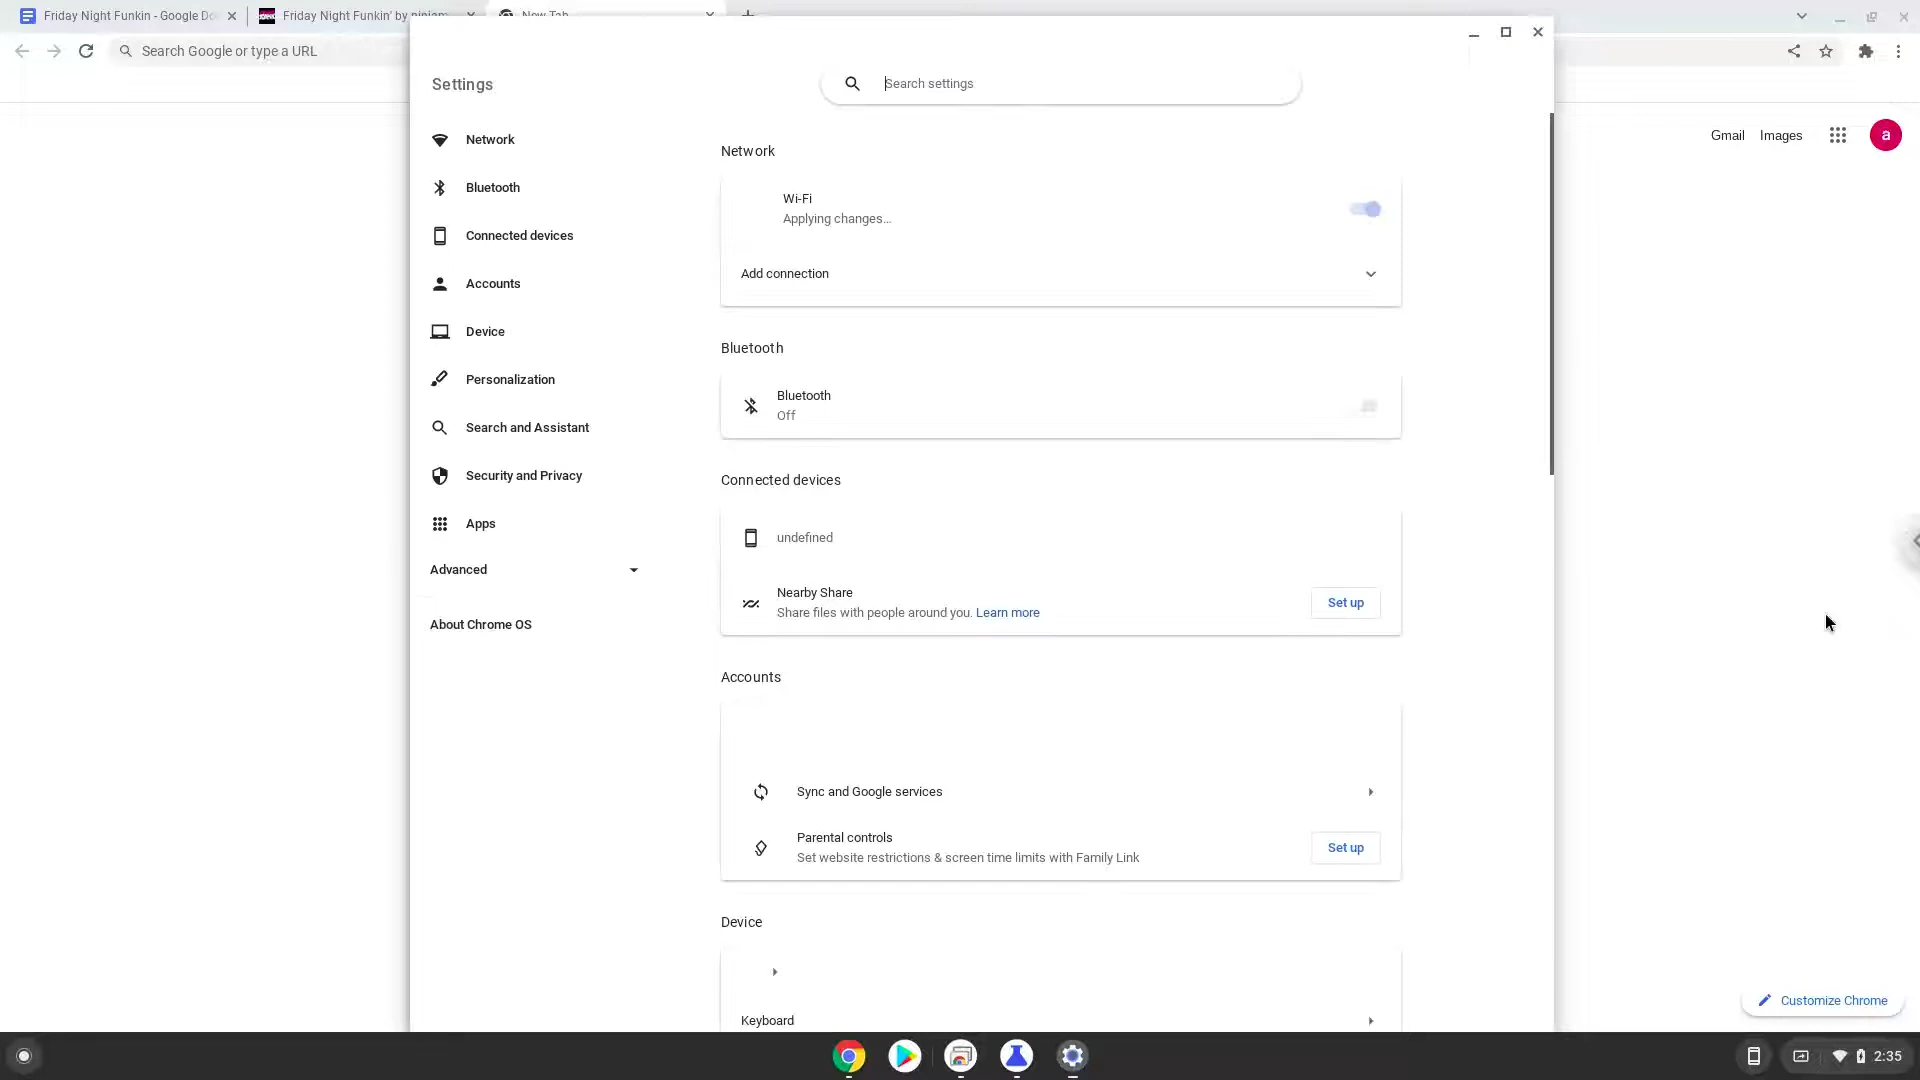 Friday Night Funkin - Google Do
Friday Night Funkin' by ninjam
New Tab
Search Google or type a URL
Gmail
Images
a
Settings
Search settings
Network
Bluetooth
Connected devices
Accounts
Device
Personalization
Search and Assistant
Security and Privacy
Apps
Advanced
About Chrome OS
Network
Wi-Fi
Applying changes...
Add connection
Bluetooth
Bluetooth
Off
Connected devices
undefined
Nearby Share
Share files with people around you. Learn more
Set up
Accounts
Sync and Google services
Parental controls
Set website restrictions & screen time limits with Family Link
Set up
Device
Keyboard
Customize Chrome
2:35